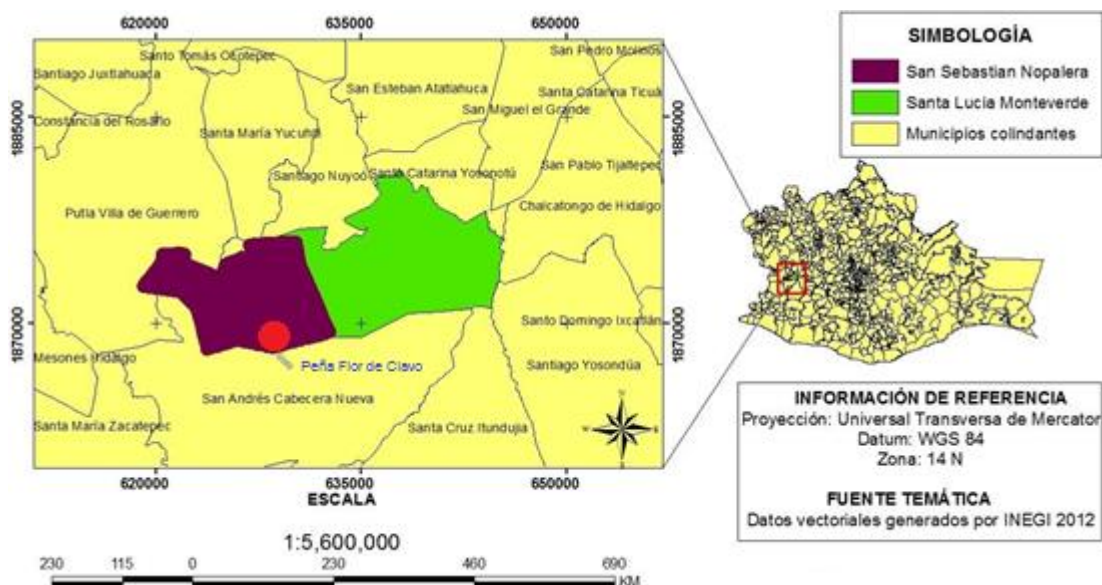 620000 635000 650000
Santo Tomás Ocotepec
San Pedro Molinos
Santiago Juxtlahuaca
San Esteban Atatlahuca
Santa Catarina Ticuá
San Miguel el Grande
1885000
Constancia del Rosario
Santa María Yucuhiti
1885000
San Pablo Tijaltepec
Santiago Nuyoó
Santa Catarina Yosonotú
Putla Villa de Guerrero
Chalcatongo de Hidalgo
1870000
Santo Domingo Ixcatlán
1870000
Mesones Hidalgo
Peña Flor de Clavo
Santiago Yosondúa
San Andrés Cabecera Nueva
Santa María Zacatepec
Santa Cruz Itundujia
N
W E
S
620000 635000 650000
ESCALA
1:5,600,000
230 115 0 230 460 690
KM
SIMBOLOGÍA
San Sebastian Nopalera
Santa Lucía Monteverde
Municipios colindantes
INFORMACIÓN DE REFERENCIA
Proyección: Universal Transversa de Mercator
Datum: WGS 84
Zona: 14 N
FUENTE TEMÁTICA
Datos vectoriales generados por INEGI 2012